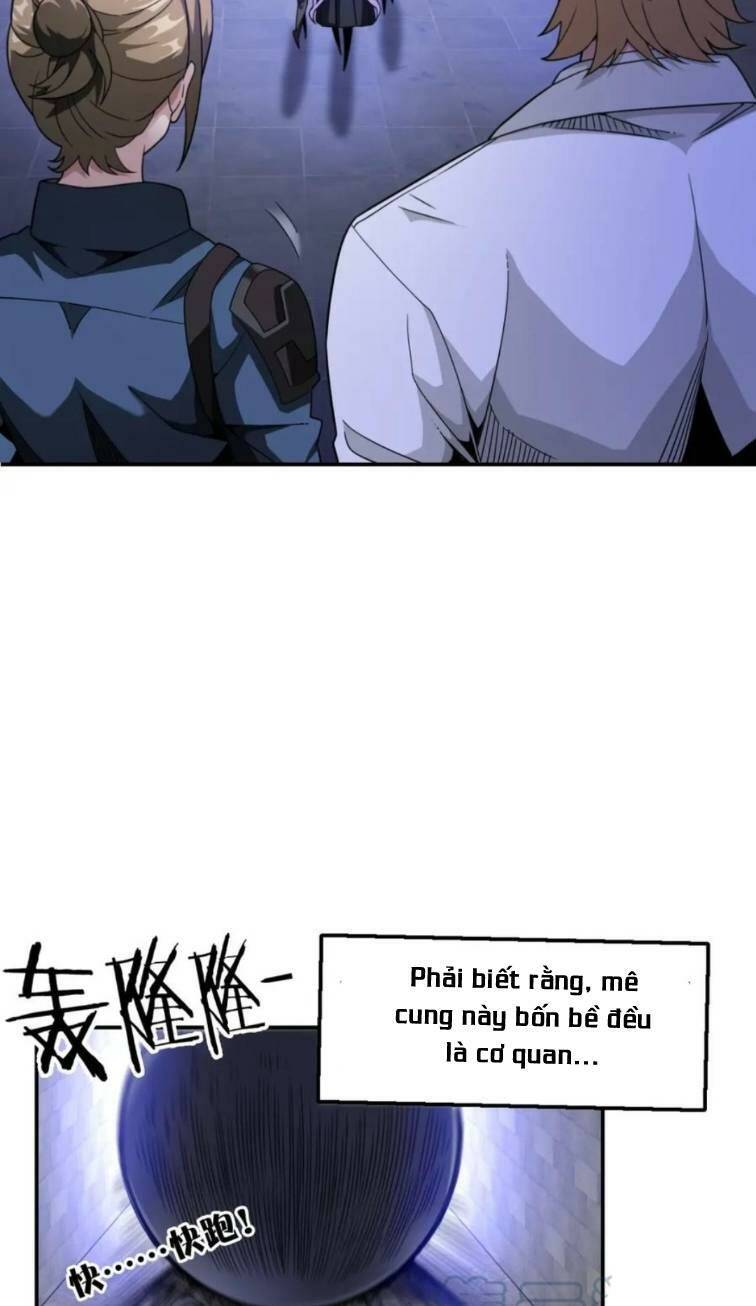 轰隆隆-
Phải biết rằng, mê
cung này bốn bề đều
là cơ quan...
快……快跑!